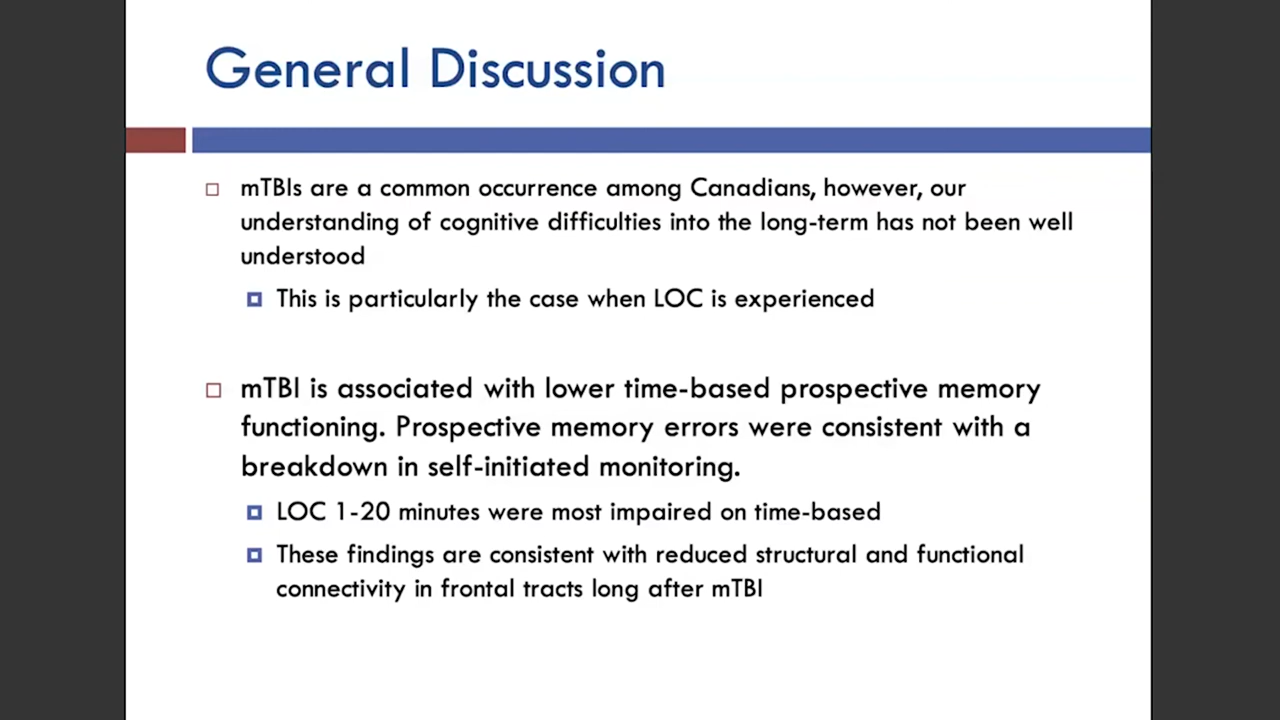 General Discussion
mTBIs are a common occurrence among Canadians, however, our
understanding of cognitive difficulties into the long-term has not been well
understood
This is particularly the case when LOC is experienced
mTBI is associated with lower time-based prospective memory
functioning. Prospective memory errors were consistent with a
breakdown in self-initiated monitoring.
LOC 1-20 minutes were most impaired on time-based
These findings are consistent with reduced structural and functional
connectivity in frontal tracts long after mTBI